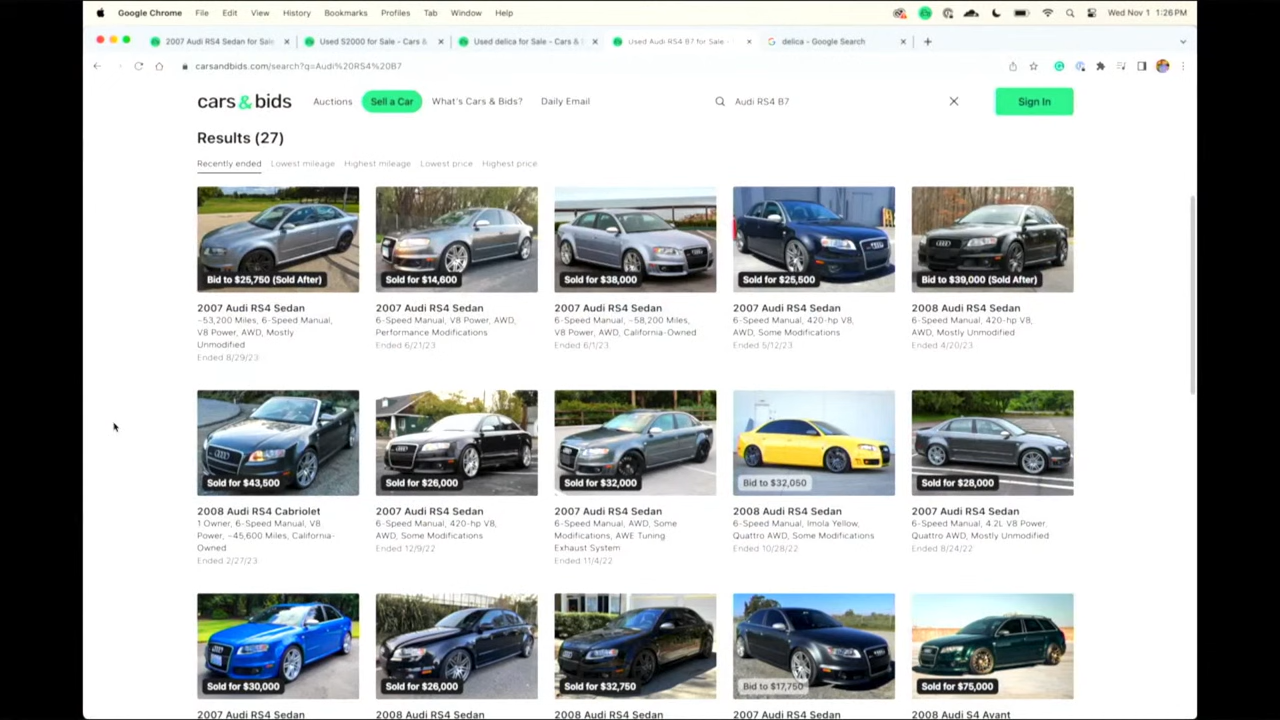 Google Chrome File Edit View History Bookmarks Profiles Tab Window Help Wed Nov 1 1:26 PM
2007 Audi RS4 Sedan for Sale
Used S2000 for Sale - Cars &
Used delica for Sale - Cars &
Used Audi RS4 B7 for Sale -
delica - Google Search
carsandbids.com/search?q=Audi%20RS4%20B7
cars&bids Auctions Sell a Car What's Cars & Bids? Daily Email Audi RS4 B7 Sign In
Results (27)
Recently ended Lowest mileage Highest mileage Lowest price Highest price
Bid to $25,750 (Sold After)
2007 Audi RS4 Sedan
~53,200 Miles, 6-Speed Manual,
V8 Power, AWD, Mostly
Unmodified
Ended 8/29/23
Sold for $14,600
2007 Audi RS4 Sedan
6-Speed Manual, V8 Power, AWD,
Performance Modifications
Ended 6/21/23
Sold for $38,000
2007 Audi RS4 Sedan
6-Speed Manual, ~58,200 Miles,
V8 Power, AWD, California-Owned
Ended 6/1/23
Sold for $25,500
2007 Audi RS4 Sedan
6-Speed Manual, 420-hp V8,
AWD, Some Modifications
Ended 5/12/23
Bid to $39,000 (Sold After)
2008 Audi RS4 Sedan
6-Speed Manual, 420-hp V8,
AWD, Mostly Unmodified
Ended 4/20/23
Sold for $43,500
2008 Audi RS4 Cabriolet
1 Owner, 6-Speed Manual, V8
Power, ~45,600 Miles, California-
Owned
Ended 2/27/23
Sold for $26,000
2007 Audi RS4 Sedan
6-Speed Manual, 420-hp V8,
AWD, Some Modifications
Ended 12/9/22
Sold for $32,000
2007 Audi RS4 Sedan
6-Speed Manual, AWD, Some
Modifications, AWE Tuning
Exhaust System
Ended 11/4/22
Bid to $32,050
2008 Audi RS4 Sedan
6-Speed Manual, Imola Yellow,
Quattro AWD, Some Modifications
Ended 10/28/22
Sold for $28,000
2007 Audi RS4 Sedan
6-Speed Manual, 4.2L V8 Power,
Quattro AWD, Mostly Unmodified
Ended 8/24/22
Sold for $30,000
2007 Audi RS4 Sedan
Sold for $26,000
2008 Audi RS4 Sedan
Sold for $32,750
2008 Audi RS4 Sedan
Bid to $17,750
2007 Audi RS4 Sedan
Sold for $75,000
2008 Audi S4 Avant